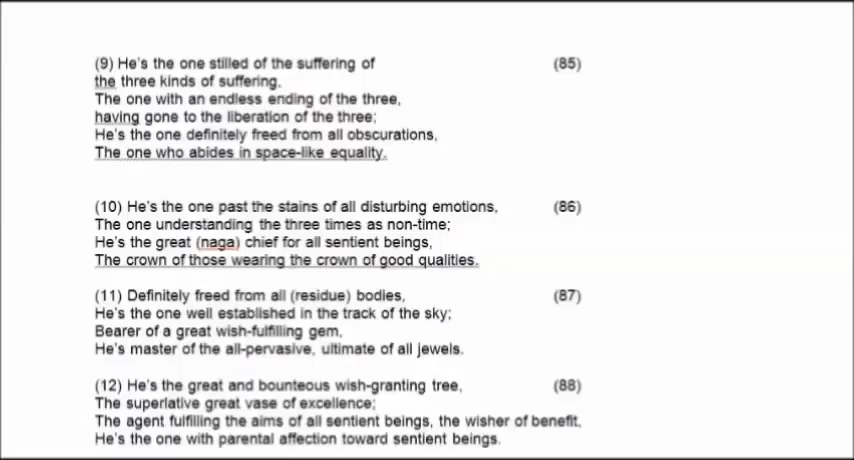 (9) He's the one stilled of the suffering of (85)
the three kinds of suffering.
The one with an endless ending of the three,
having gone to the liberation of the three;
He's the one definitely freed from all obscurations,
The one who abides in space-like equality.
(10) He's the one past the stains of all disturbing emotions, (86)
The one understanding the three times as non-time;
He's the great (naga) chief for all sentient beings,
The crown of those wearing the crown of good qualities.
(11) Definitely freed from all (residue) bodies, (87)
He's the one well established in the track of the sky;
Bearer of a great wish-fulfilling gem,
He's master of the all-pervasive, ultimate of all jewels.
(12) He's the great and bounteous wish-granting tree, (88)
The superlative great vase of excellence;
The agent fulfilling the aims of all sentient beings, the wisher of benefit,
He's the one with parental affection toward sentient beings.